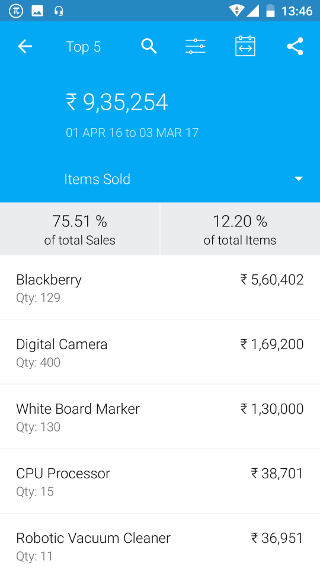 13:46
Top 5
₹ 9,35,254
01 APR 16 to 03 MAR 17
Items Sold
75.51 %
of total Sales
12.20 %
of total Items
Blackberry
₹ 5,60,402
Qty: 129
Digital Camera
₹ 1,69,200
Qty: 400
White Board Marker
₹ 1,30,000
Qty: 130
CPU Processor
₹ 38,701
Qty: 15
Robotic Vacuum Cleaner
₹ 36,951
Qty: 11